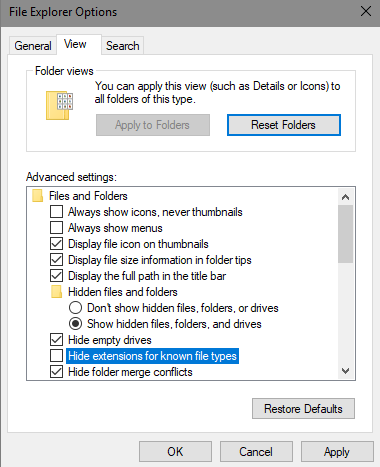 File Explorer Options
General
View
Search
Folder views
You can apply this view (such as Details or Icons) to
all folders of this type.
Apply to Folders
Reset Folders
Advanced settings:
Files and Folders
Always show icons, never thumbnails
Always show menus
Display file icon on thumbnails
Display file size information in folder tips
Display the full path in the title bar
Hidden files and folders
Don't show hidden files, folders, or drives
Show hidden files, folders, and drives
Hide empty drives
Hide extensions for known file types
Hide folder merge conflicts
Restore Defaults
OK
Cancel
Apply